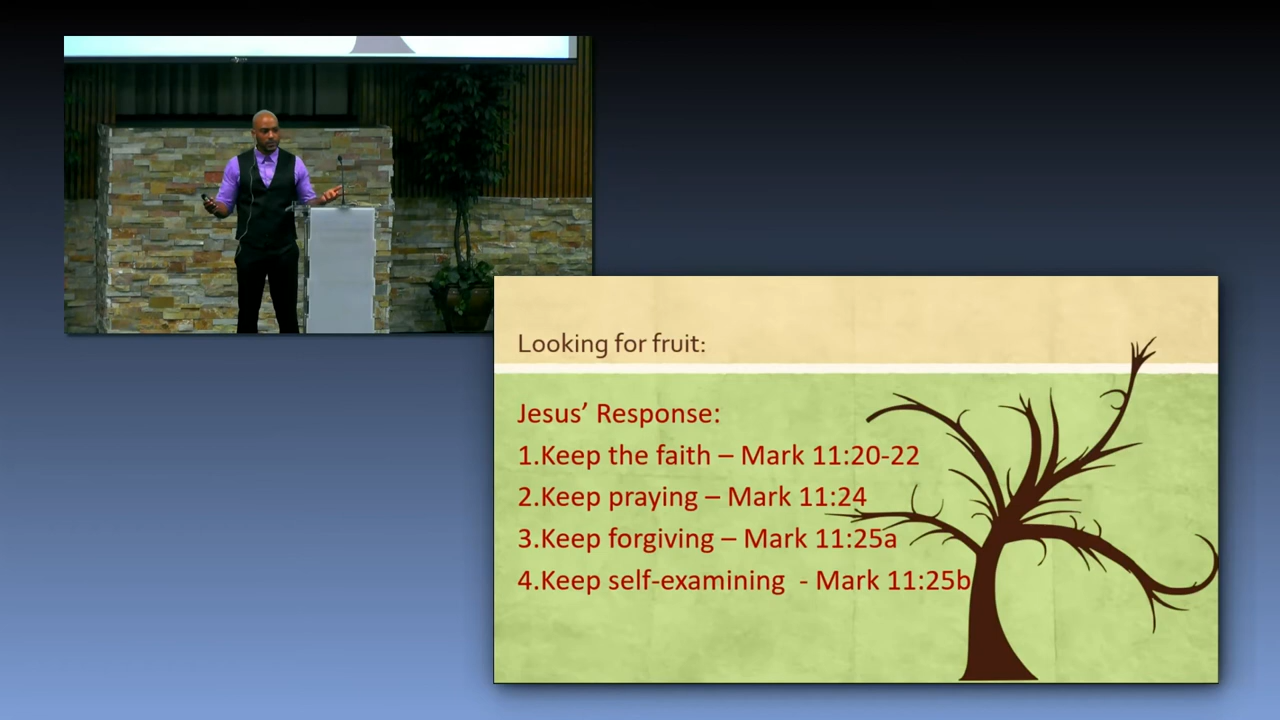 Looking for fruit:
Jesus’ Response:
1.Keep the faith – Mark 11:20-22
2.Keep praying – Mark 11:24
3.Keep forgiving – Mark 11:25a
4.Keep self-examining  - Mark 11:25b